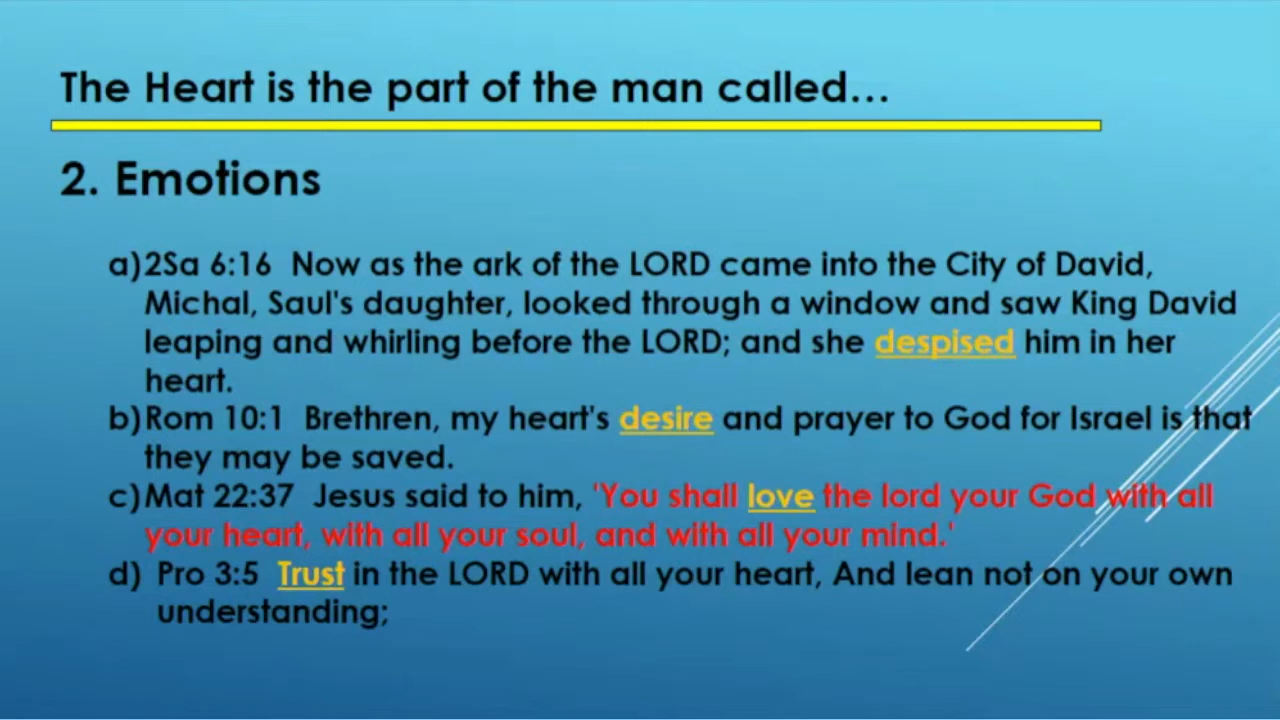 The Heart is the part of the man called…
2. Emotions
a) 2Sa 6:16 Now as the ark of the LORD came into the City of David,
Michal, Saul's daughter, looked through a window and saw King David
leaping and whirling before the LORD; and she despised him in her
heart.
b) Rom 10:1 Brethren, my heart's desire and prayer to God for Israel is that
they may be saved.
c) Mat 22:37 Jesus said to him, 'You shall love the lord your God with all
your heart, with all your soul, and with all your mind.'
d) Pro 3:5 Trust in the LORD with all your heart, And lean not on your own
understanding;